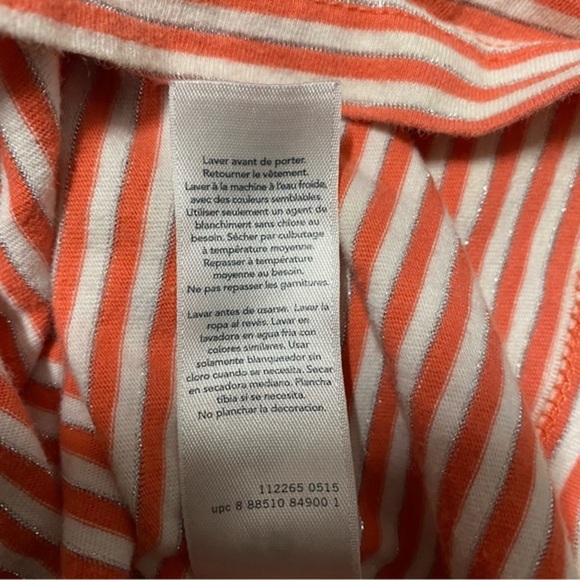 Laver avant de porter.
Retourner le vêtement.
Laver à la machine à l'eau froide,
avec des couleurs semblables.
Utiliser seulement un agent de
blanchiment sans chlore au
besoin. Sécher par culbutage
à température moyenne.
Repasser à température
moyenne au besoin.
Ne pas repasser les garnitures.
Lavar antes de usarse. Lavar la
ropa al revés. Lavar en
lavadora en agua fria con
colores similares. Usar
solamente blanqueador sin
cloro cuando se necesita. Secar
en secadora mediano. Plancha
tibia si se necesita.
No planchar la decoracion.
112265 0515
upc 8 88510 84900 1